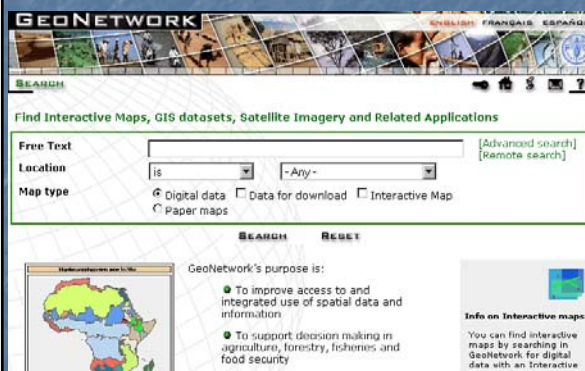 GEONETWORK
ENGLISH FRANÇAIS ESPAÑO
SEARCH
Find Interactive Maps, GIS datasets, Satellite Imagery and Related Applications
Free Text
[Advanced search]
[Remote search]
Location is - Any -
Map type Digital data Data for download Interactive Map
Paper maps
SEARCH RESET
GeoNetwork's purpose is:
To improve access to and
integrated use of spatial data and
information
To support decision making in
agriculture, forestry, fisheries and
food security
Info on Interactive maps
You can find interactive
maps by searching in
GeoNetwork for digital
data with an Interactive